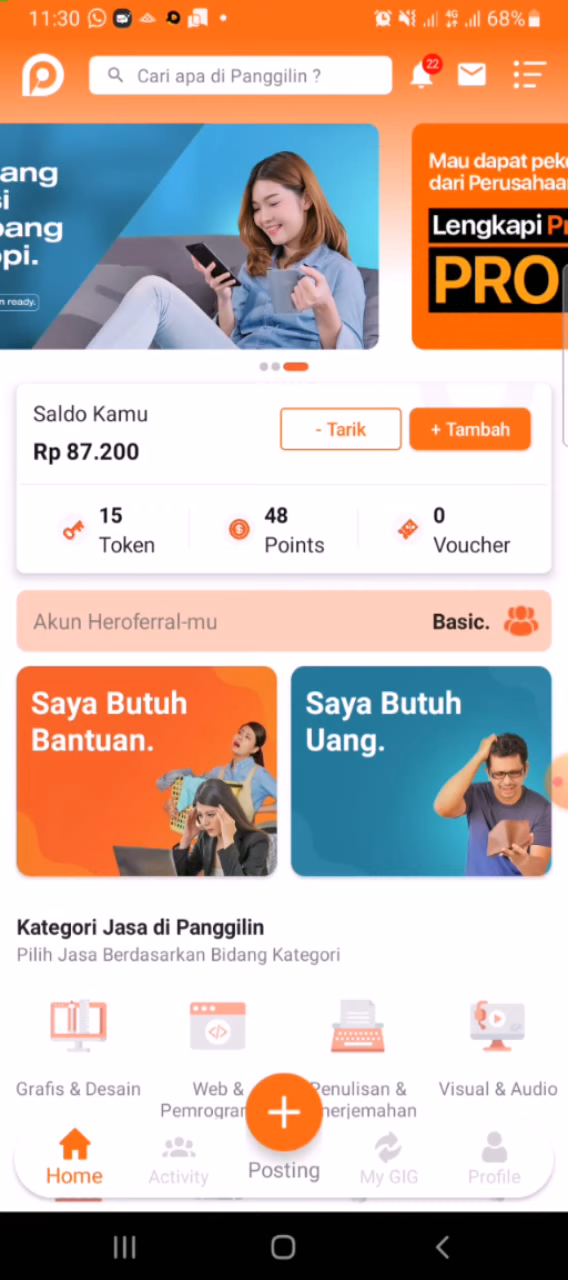 11:30 4G 68%
Cari apa di Panggilin ?
22
ang
si
pang
pi.
n ready.
Mau dapat peke
dari Perusahaa
Lengkapi Pr
PRO
Saldo Kamu
Rp 87.200
- Tarik
+ Tambah
15
Token
48
Points
0
Voucher
Akun Heroferral-mu
Basic.
Saya Butuh
Bantuan.
Saya Butuh
Uang.
Kategori Jasa di Panggilin
Pilih Jasa Berdasarkan Bidang Kategori
Grafis & Desain
Web &
Pemrogran
Penulisan &
nerjemahan
Visual & Audio
Home
Activity
Posting
My GIG
Profile